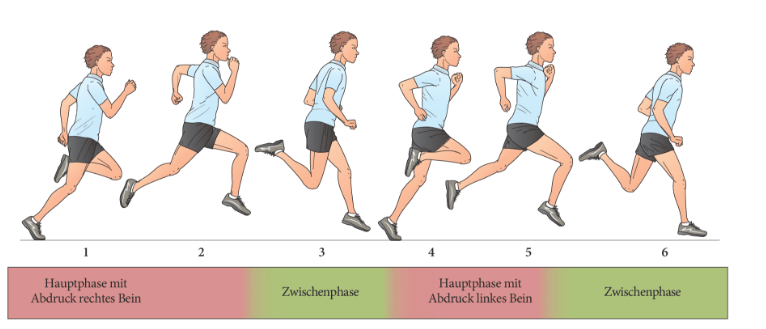 1 2 3 4 5 6
Hauptphase mit
Abdruck rechtes Bein
Zwischenphase
Hauptphase mit
Abdruck linkes Bein
Zwischenphase